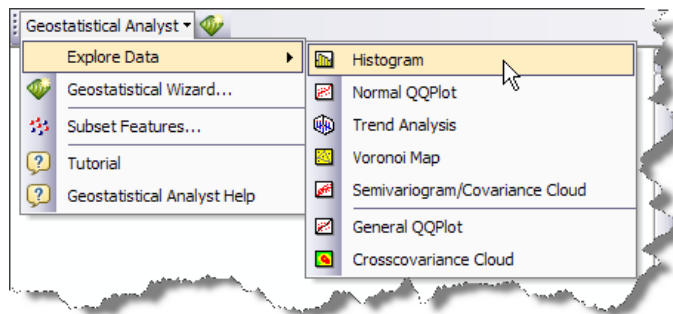 Geostatistical Analyst
Explore Data
Geostatistical Wizard...
Subset Features...
Tutorial
Geostatistical Analyst Help
Histogram
Normal QQPlot
Trend Analysis
Voronoi Map
Semivariogram/Covariance Cloud
General QQPlot
Crosscovariance Cloud